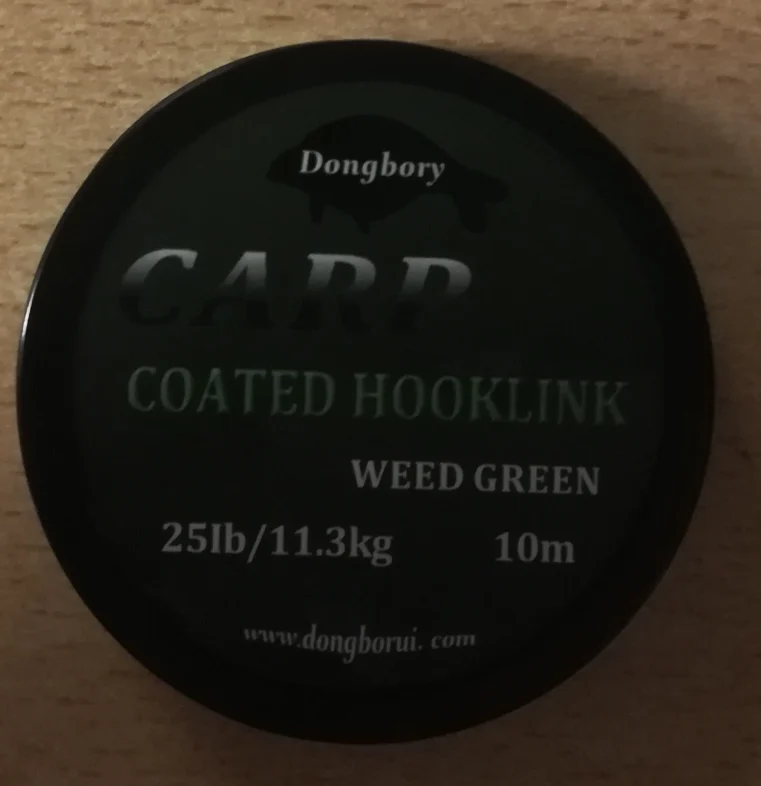 Dongbory
CARP
COATED HOOKLINK
WEED GREEN
25Ib/11.3kg 10m
www.dongborui. com